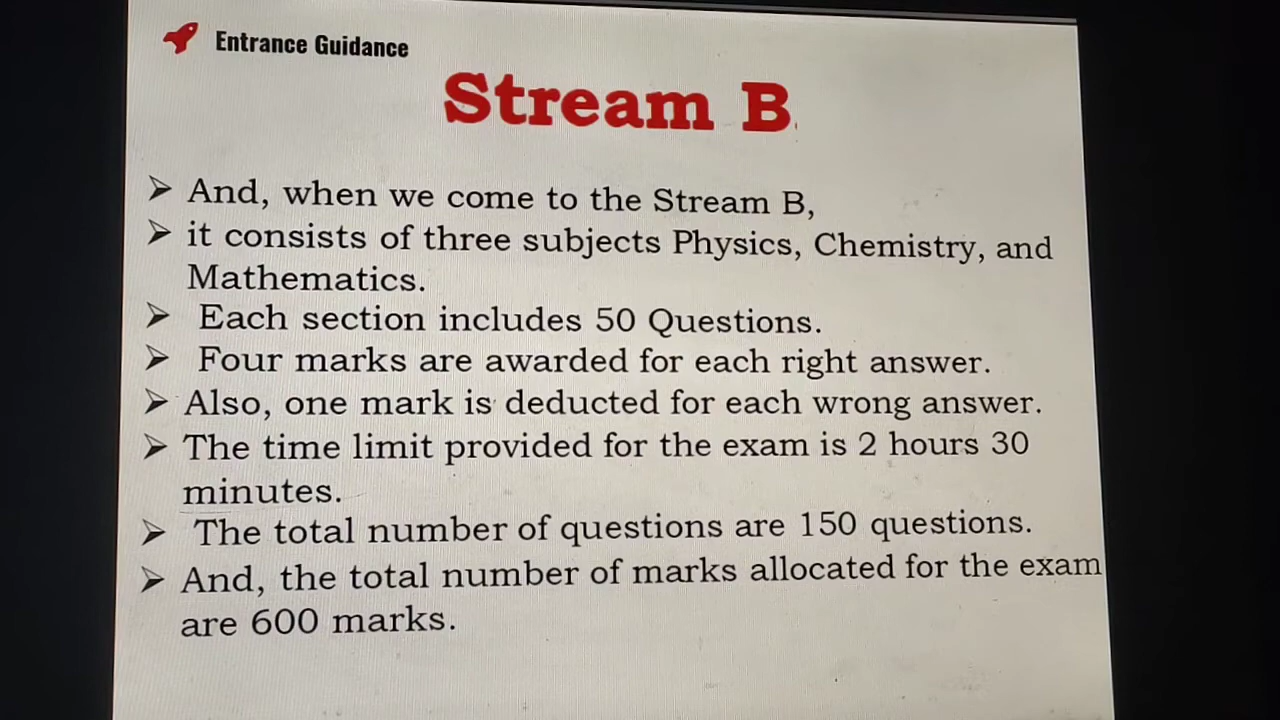 Entrance Guidance
Stream B
➢ And, when we come to the Stream B,
➢ it consists of three subjects Physics, Chemistry, and
Mathematics.
➢ Each section includes 50 Questions.
➢ Four marks are awarded for each right answer.
➢ Also, one mark is deducted for each wrong answer.
➢ The time limit provided for the exam is 2 hours 30
minutes.
➢ The total number of questions are 150 questions.
➢ And, the total number of marks allocated for the exam
are 600 marks.